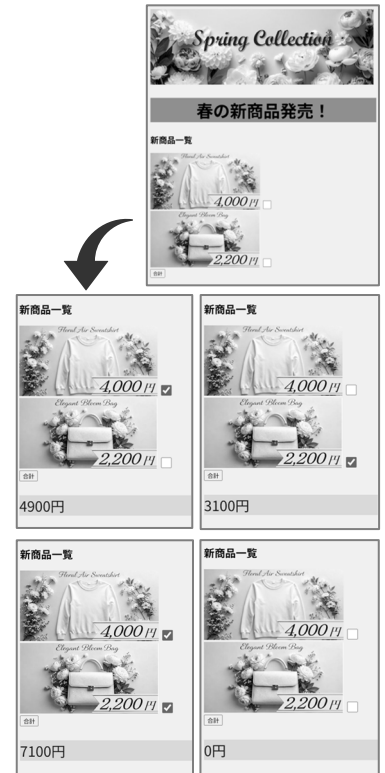 Spring Collection
春の新商品発売！
新商品一覧
Floral Air Sweatshirt
4,000円
Elegant Bloom Bag
2,200円
合計
新商品一覧
Floral Air Sweatshirt
4,000円
Elegant Bloom Bag
2,200円
合計
4900円
新商品一覧
Floral Air Sweatshirt
4,000円
Elegant Bloom Bag
2,200円
合計
3100円
新商品一覧
Floral Air Sweatshirt
4,000円
Elegant Bloom Bag
2,200円
合計
7100円
新商品一覧
Floral Air Sweatshirt
4,000円
Elegant Bloom Bag
2,200円
合計
0円